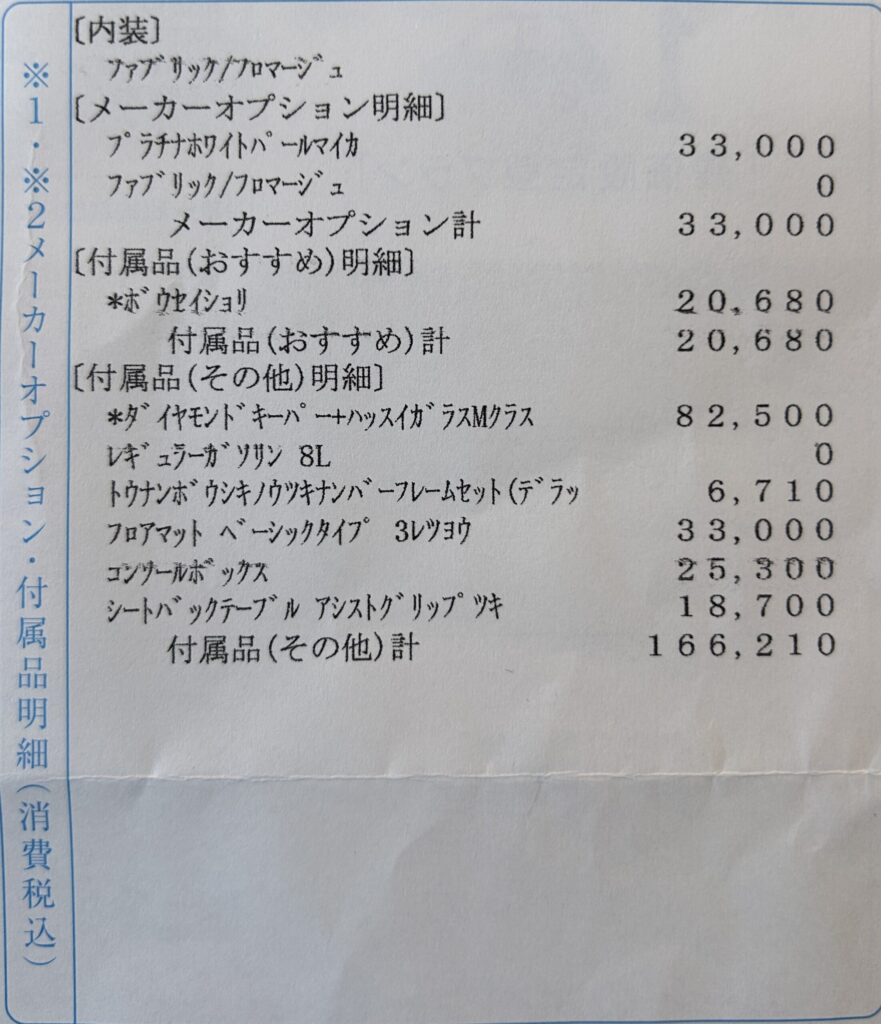 ※1・※2メーカーオプション・付属品明細(消費税込)
〔内装〕
ﾌｧﾌﾞﾘｯｸ/ﾌﾛﾏｰｼﾞｭ
〔メーカーオプション明細〕
ﾌﾟﾗﾁﾅﾎﾜｲﾄﾊﾟｰﾙﾏｲｶ 33,000
ﾌｧﾌﾞﾘｯｸ/ﾌﾛﾏｰｼﾞｭ 0
メーカーオプション計 33,000
〔付属品(おすすめ)明細〕
*ﾎﾞｳｾｲｼｮﾘ 20,680
付属品(おすすめ)計 20,680
〔付属品(その他)明細〕
*ﾀﾞｲﾔﾓﾝﾄﾞｷｰﾊﾟｰ+ﾊｯｽｲｶﾞﾗｽMｸﾗｽ 82,500
ﾚｷﾞｭﾗｰｶﾞｿﾘﾝ 8L 0
ﾄｳﾅﾝﾎﾞｳｼｷﾉｳﾂｷﾅﾝﾊﾞｰﾌﾚｰﾑｾｯﾄ(ﾃﾞﾗｯ 6,710
ﾌﾛｱﾏｯﾄ ﾍﾞｰｼｯｸﾀｲﾌﾟ 3ﾚﾂﾖｳ 33,000
ｺﾝｿｰﾙﾎﾞｯｸｽ 25,300
ｼｰﾄﾊﾞｯｸﾃｰﾌﾞﾙ ｱｼｽﾄｸﾞﾘｯﾌﾟﾂｷ 18,700
付属品(その他)計 166,210